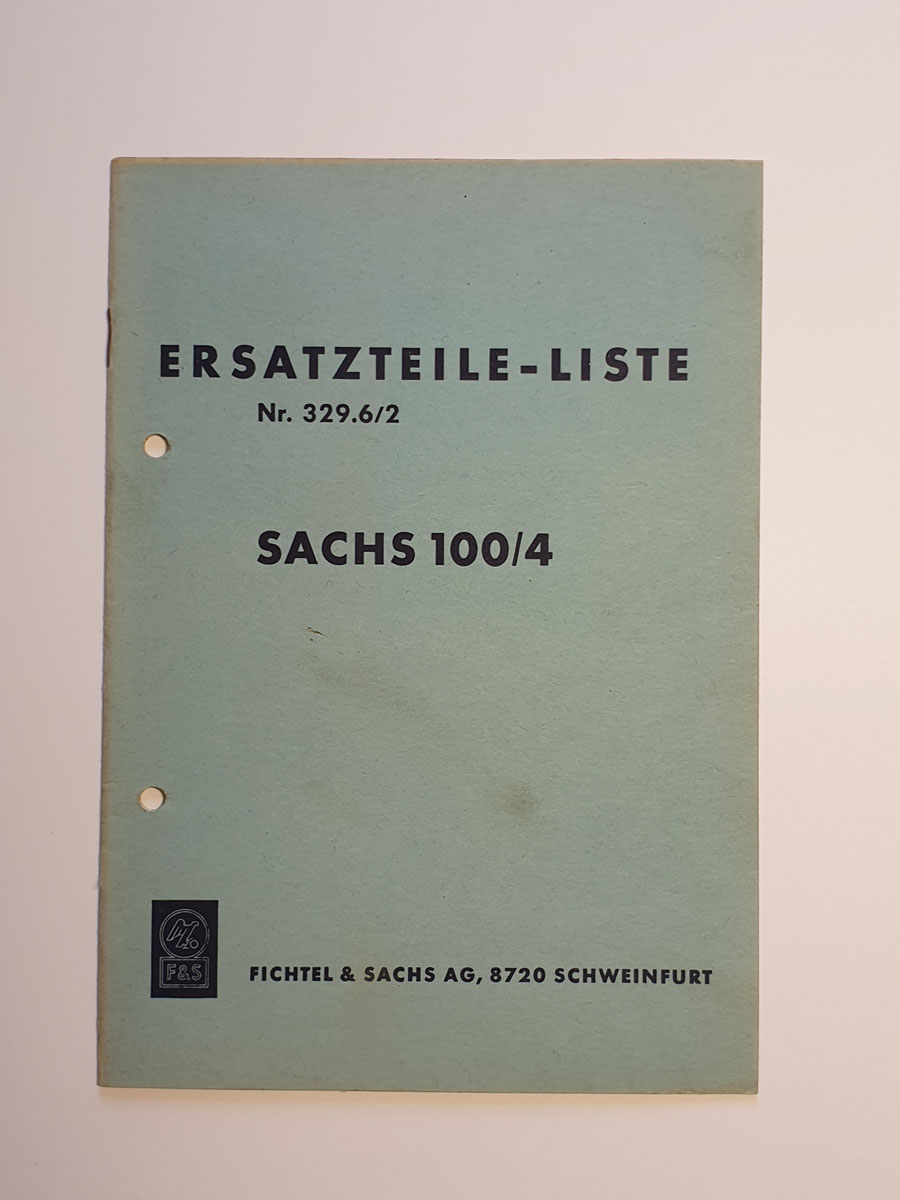 ERSATZTEILE-LISTE
Nr. 329.6/2
SACHS 100/4
F&S
FICHTEL & SACHS AG, 8720 SCHWEINFURT